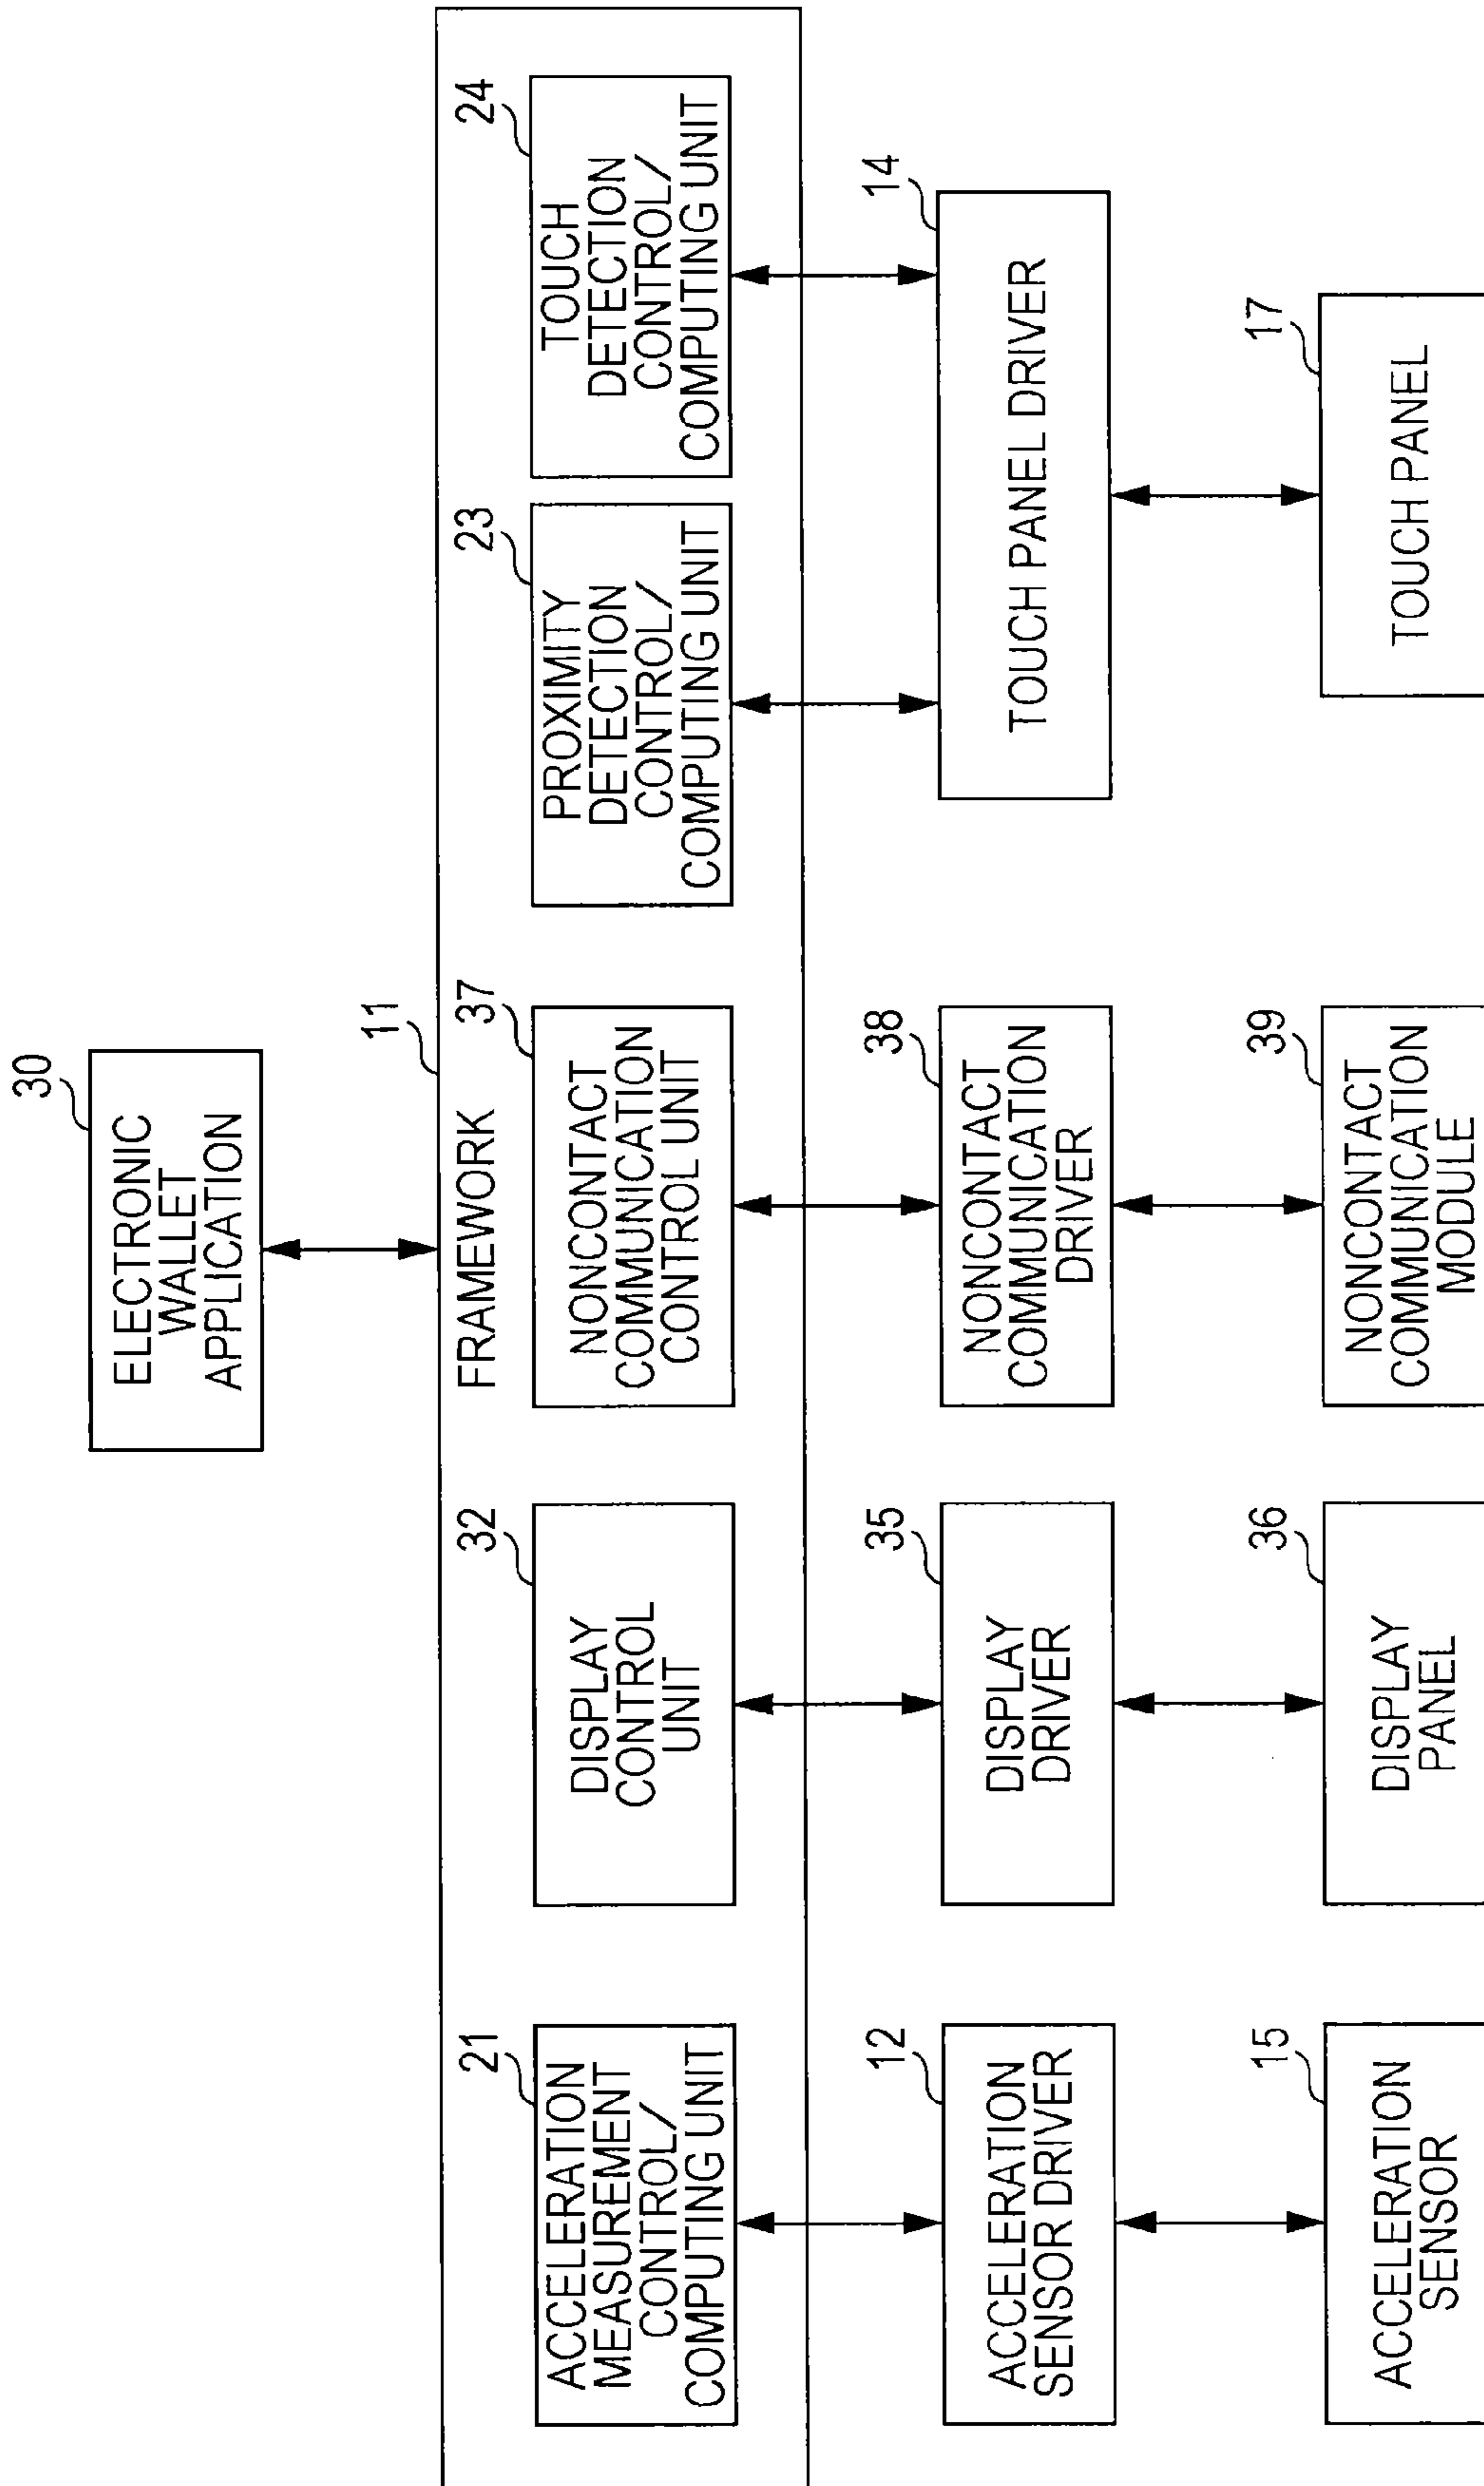 30
ELECTRONIC
WALLET
APPLICATION
11
FRAMEWORK
21
ACCELERATION
MEASUREMENT
CONTROL/
COMPUTING UNIT
32
DISPLAY
CONTROL
UNIT
37
NONCONTACT
COMMUNICATION
CONTROL UNIT
23
PROXIMITY
DETECTION
CONTROL/
COMPUTING UNIT
24
TOUCH
DETECTION
CONTROL/
COMPUTING UNIT
12
ACCELERATION
SENSOR DRIVER
35
DISPLAY
DRIVER
38
NONCONTACT
COMMUNICATION
DRIVER
14
TOUCH PANEL DRIVER
15
ACCELERATION
SENSOR
36
DISPLAY
PANEL
39
NONCONTACT
COMMUNICATION
MODULE
17
TOUCH PANEL